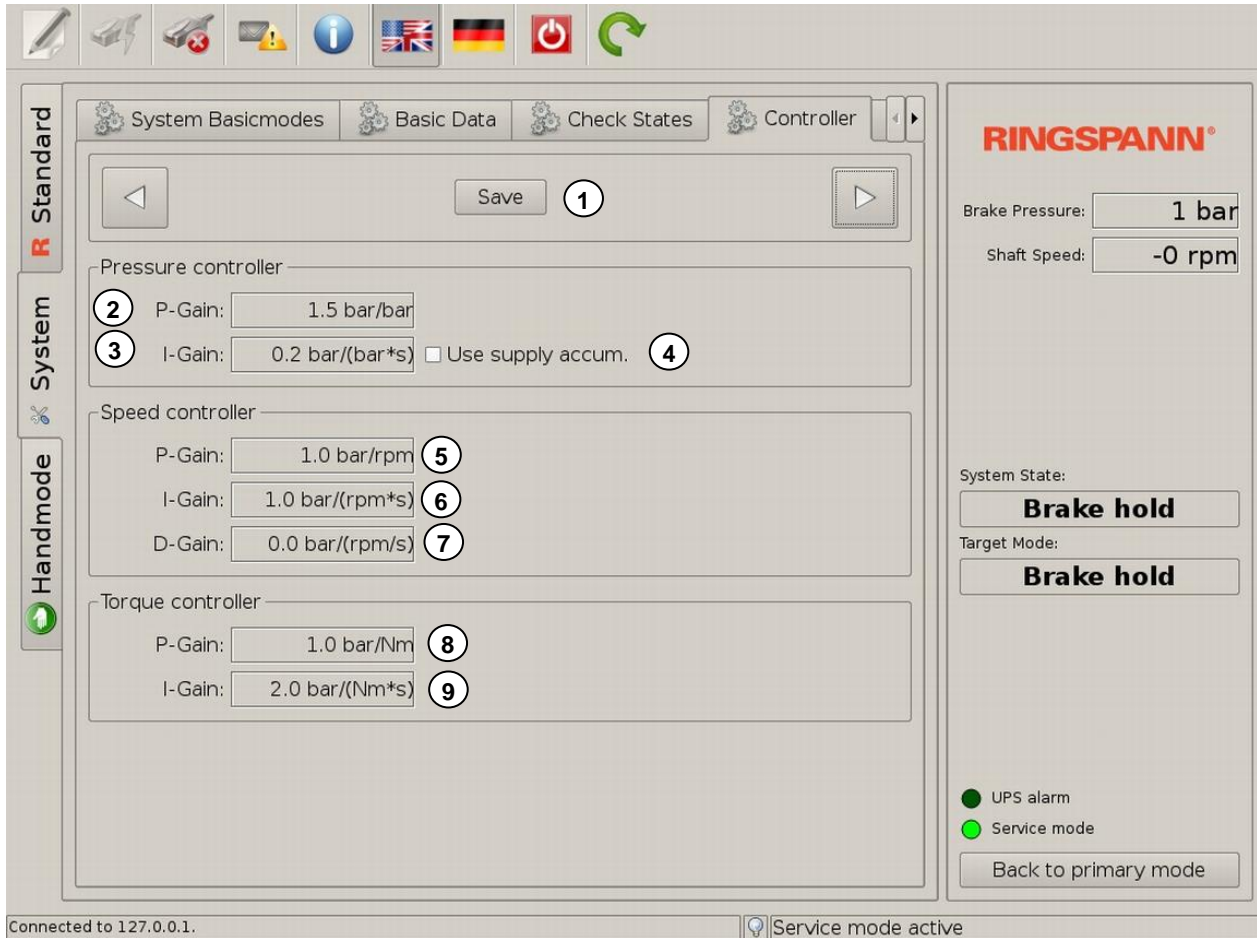 Standard
System
Handmode
System Basicmodes
Basic Data
Check States
Controller
Save
1
Pressure controller
2
P-Gain:
1.5 bar/bar
3
I-Gain:
0.2 bar/(bar*s)
Use supply accum.
4
Speed controller
P-Gain:
1.0 bar/rpm
5
I-Gain:
1.0 bar/(rpm*s)
6
D-Gain:
0.0 bar/(rpm/s)
7
Torque controller
P-Gain:
1.0 bar/Nm
8
I-Gain:
2.0 bar/(Nm*s)
9
RINGSPANN®
Brake Pressure:
1 bar
Shaft Speed:
-0 rpm
System State:
Brake hold
Target Mode:
Brake hold
UPS alarm
Service mode
Back to primary mode
Connected to 127.0.0.1.
Service mode active